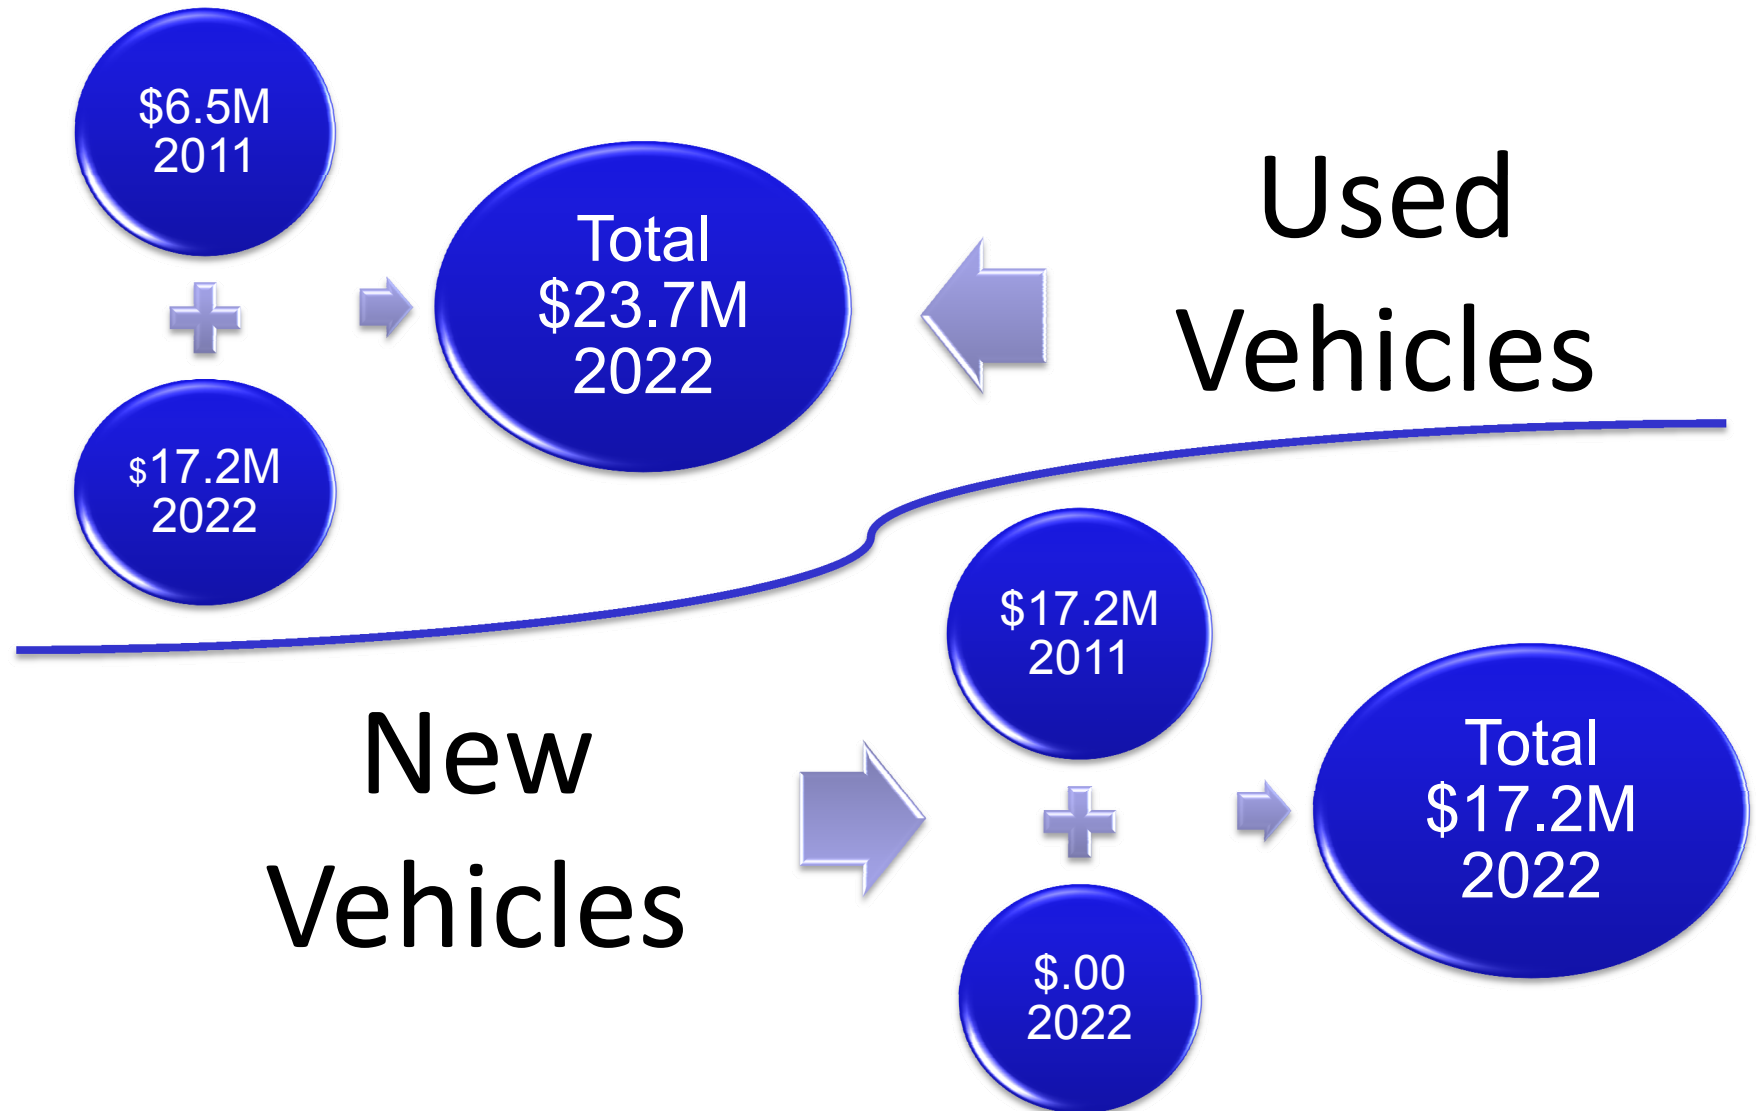 $6.5M
2011
$17.2M
2022
Total
$23.7M
2022
Used
Vehicles
New
Vehicles
$17.2M
2011
$.00
2022
Total
$17.2M
2022